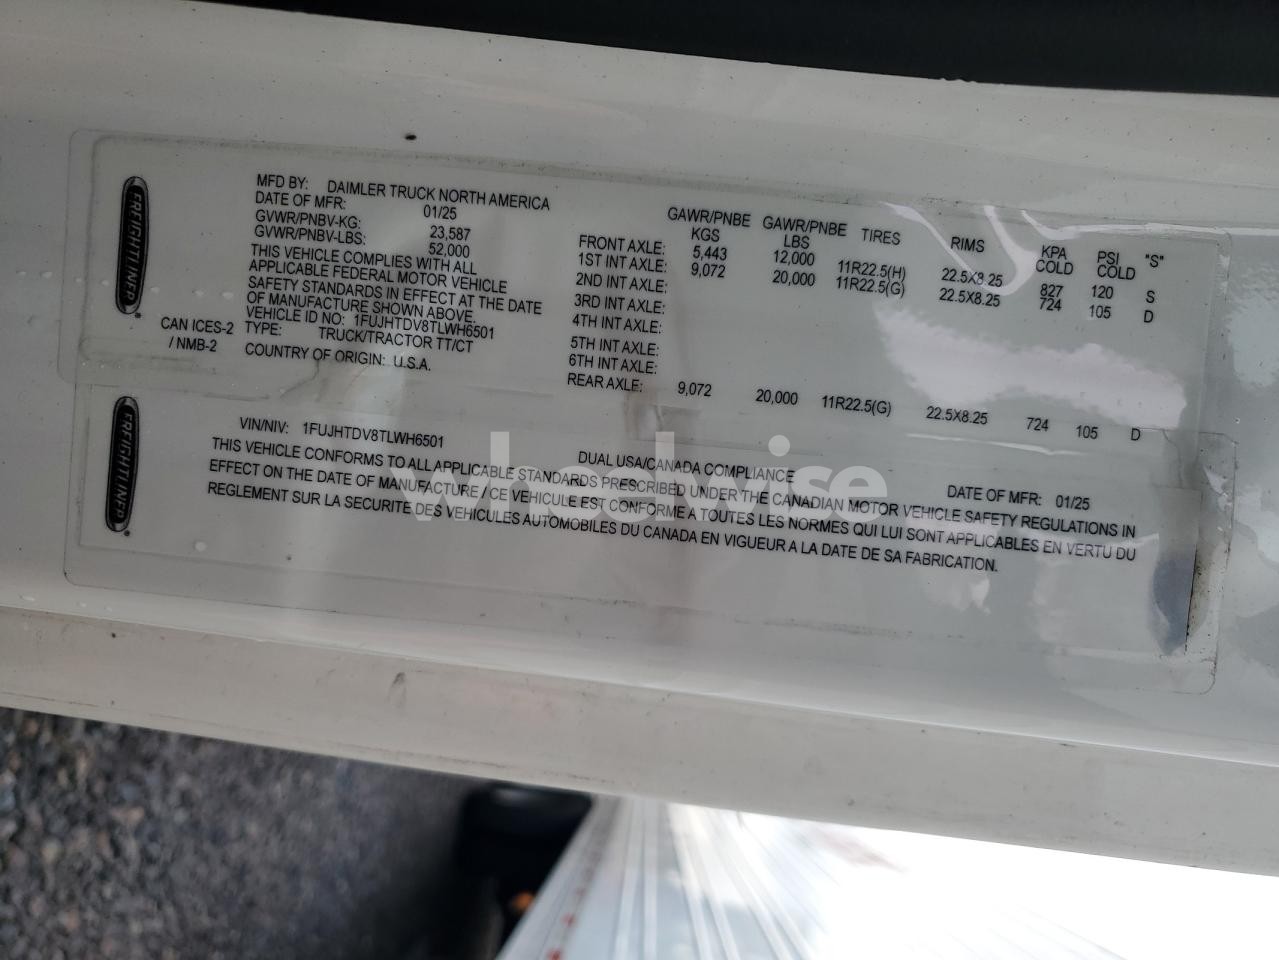 FREIGHTLINER
MFD BY: DAIMLER TRUCK NORTH AMERICA
DATE OF MFR: 01/25
GVWR/PNBV-KG: 23,587
GVWR/PNBV-LBS: 52,000
THIS VEHICLE COMPLIES WITH ALL
APPLICABLE FEDERAL MOTOR VEHICLE
SAFETY STANDARDS IN EFFECT AT THE DATE
OF MANUFACTURE SHOWN ABOVE.
VEHICLE ID NO: 1FUJHTDV8TLWH6501
TYPE: TRUCK/TRACTOR TT/CT
COUNTRY OF ORIGIN: U.S.A.
CAN ICES-2
/ NMB-2
GAWR/PNBE KGS GAWR/PNBE LBS TIRES RIMS KPA COLD PSI COLD "S"
FRONT AXLE: 5,443 12,000 11R22.5(H) 22.5X8.25 827 120 S
1ST INT AXLE: 9,072 20,000 11R22.5(G) 22.5X8.25 724 105 D
2ND INT AXLE:
3RD INT AXLE:
4TH INT AXLE:
5TH INT AXLE:
6TH INT AXLE:
REAR AXLE: 9,072 20,000 11R22.5(G) 22.5X8.25 724 105 D
FREIGHTLINER
VIN/NIV: 1FUJHTDV8TLWH6501 DUAL USA/CANADA COMPLIANCE DATE OF MFR: 01/25
THIS VEHICLE CONFORMS TO ALL APPLICABLE STANDARDS PRESCRIBED UNDER THE CANADIAN MOTOR VEHICLE SAFETY REGULATIONS IN
EFFECT ON THE DATE OF MANUFACTURE / CE VEHICULE EST CONFORME A TOUTES LES NORMES QUI LUI SONT APPLICABLES EN VERTU DU
REGLEMENT SUR LA SECURITE DES VEHICULES AUTOMOBILES DU CANADA EN VIGUEUR A LA DATE DE SA FABRICATION.
wheelwise